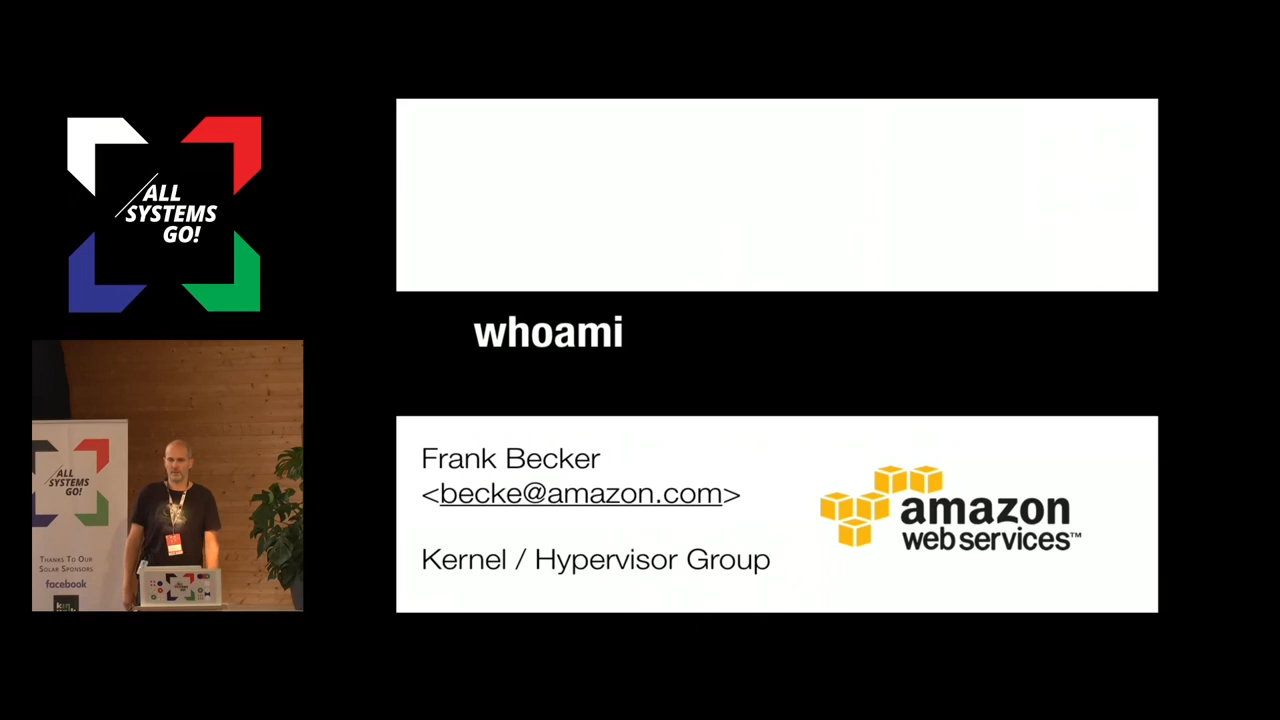 ALL
SYSTEMS
GO!
whoami
Frank Becker
<becke@amazon.com>
Kernel / Hypervisor Group
amazon
web services™
ALL
SYSTEMS
GO!
THANKS TO OUR
SOLAR SPONSORS
facebook